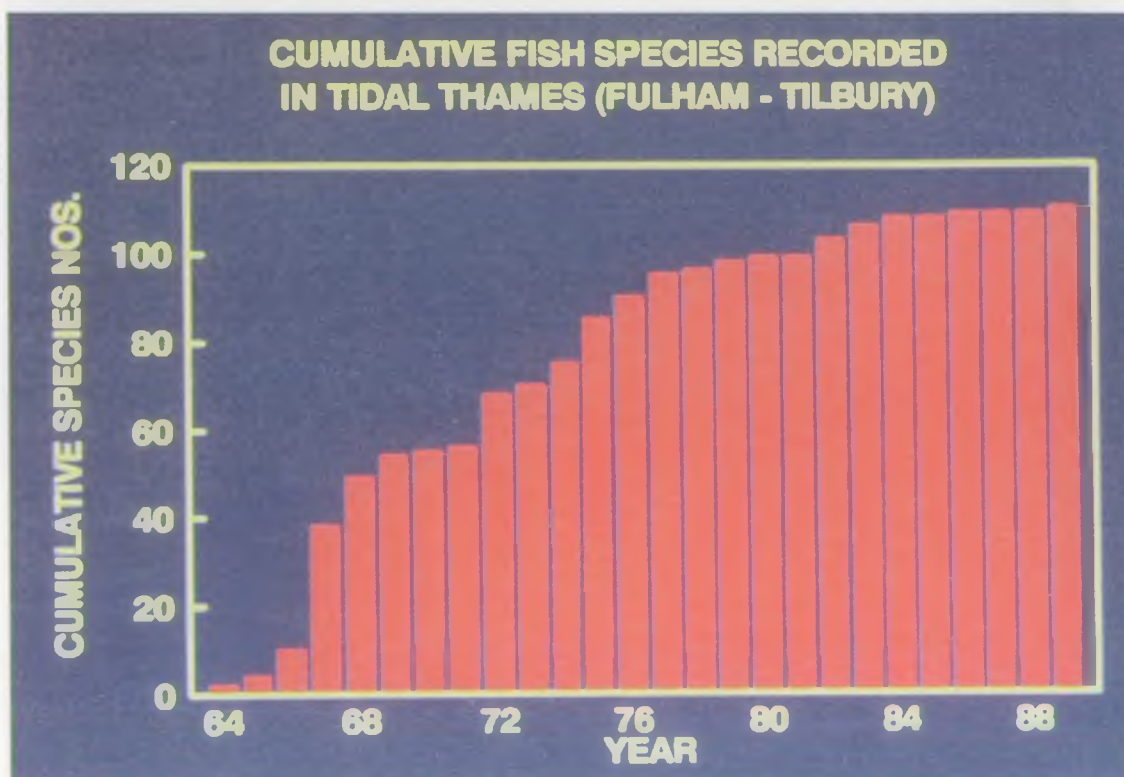 CUMULATIVE FISH SPECIES RECORDED
IN TIDAL THAMES (FULHAM - TILBURY)
CUMULATIVE SPECIES NOS.
120
100
80
60
40
20
0
64 68 72 76 80 84 88
YEAR